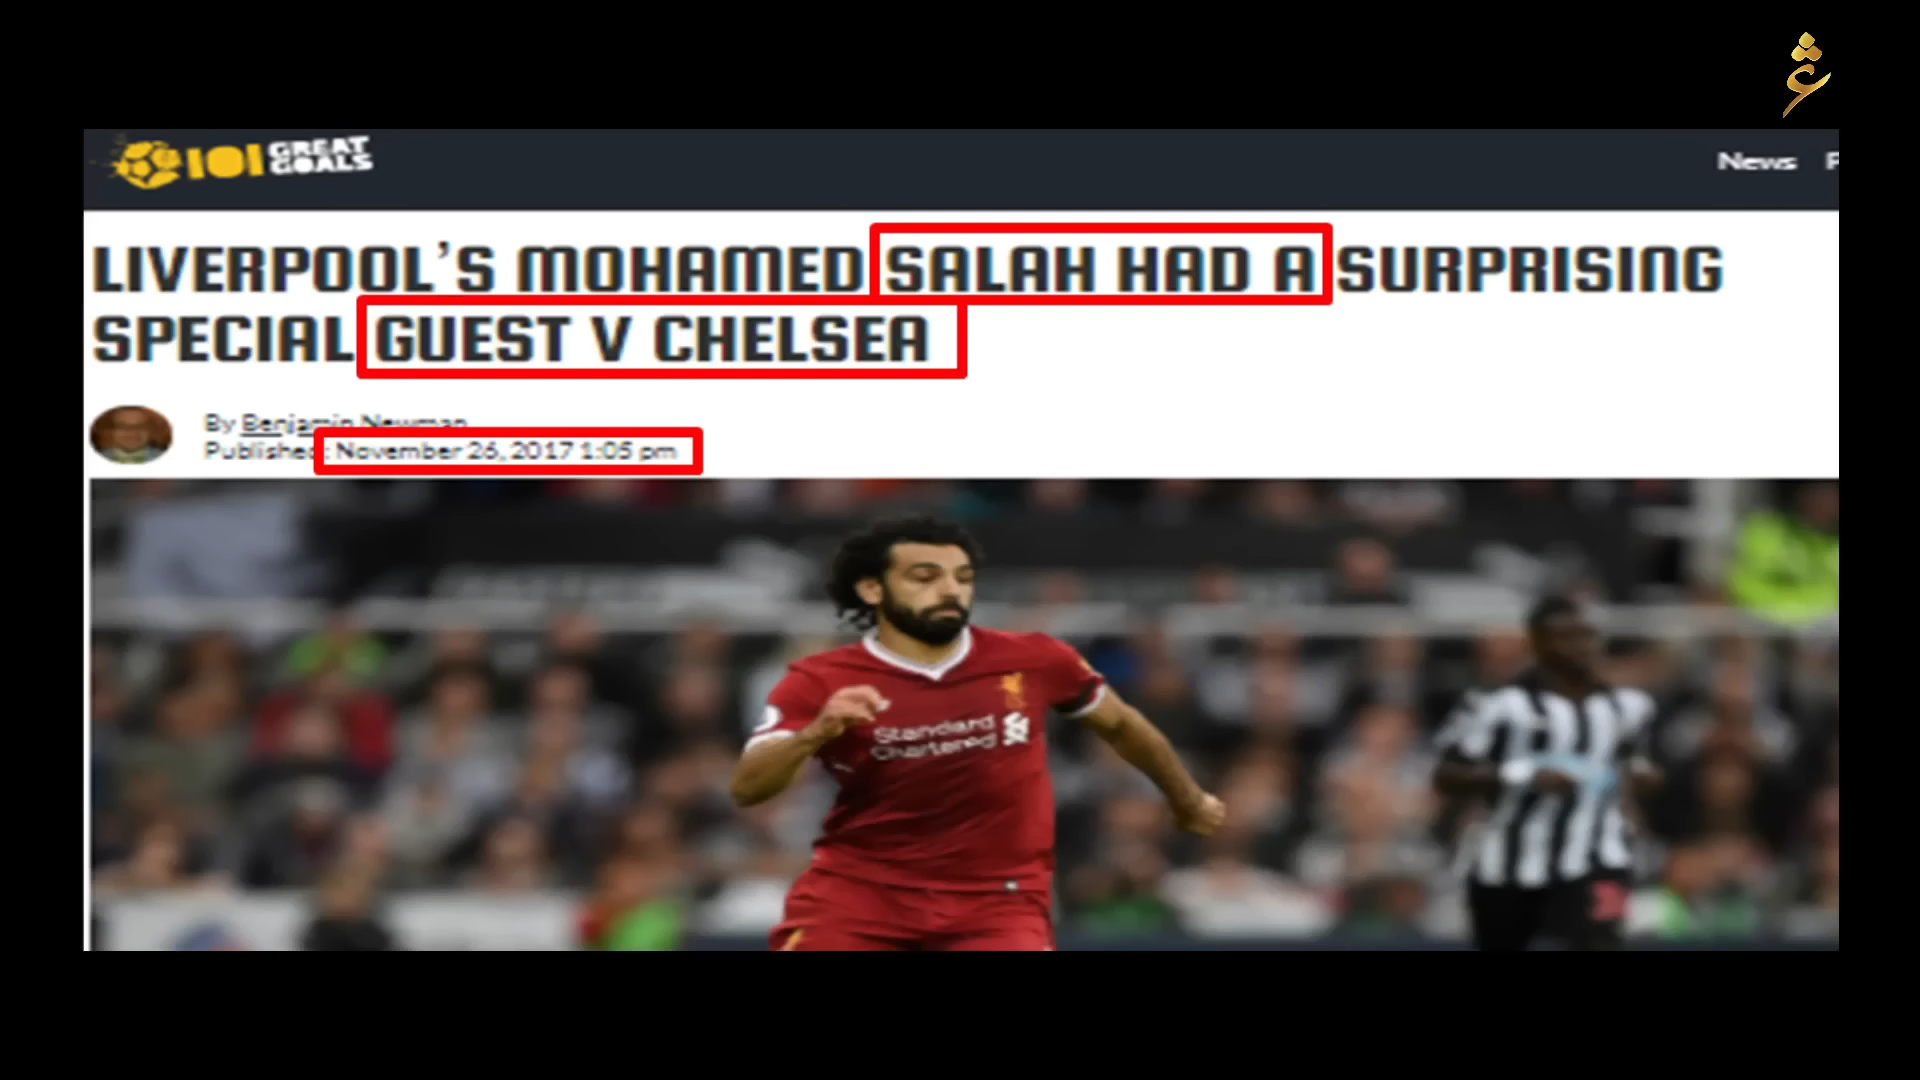 101 GREAT GOALS
News
LIVERPOOL'S MOHAMED SALAH HAD A SURPRISING
SPECIAL GUEST V CHELSEA
By Benjamin Newman
Published: November 26, 2017 1:05 pm
Standard
Chartered